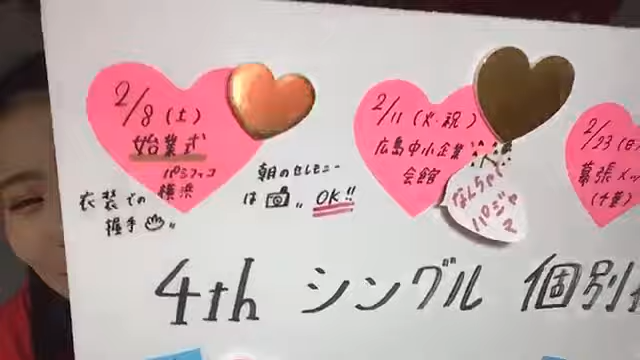 2/8(土)
始業式
パシフィコ
横浜
衣装での
握手
朝のセレモニー
は 📷 OK!!
2/11(火・祝)
広島中小企業
会館
なんちゃって
パジャ
2
2/23(日
幕張メッ
(千葉)
4th シングル 個別